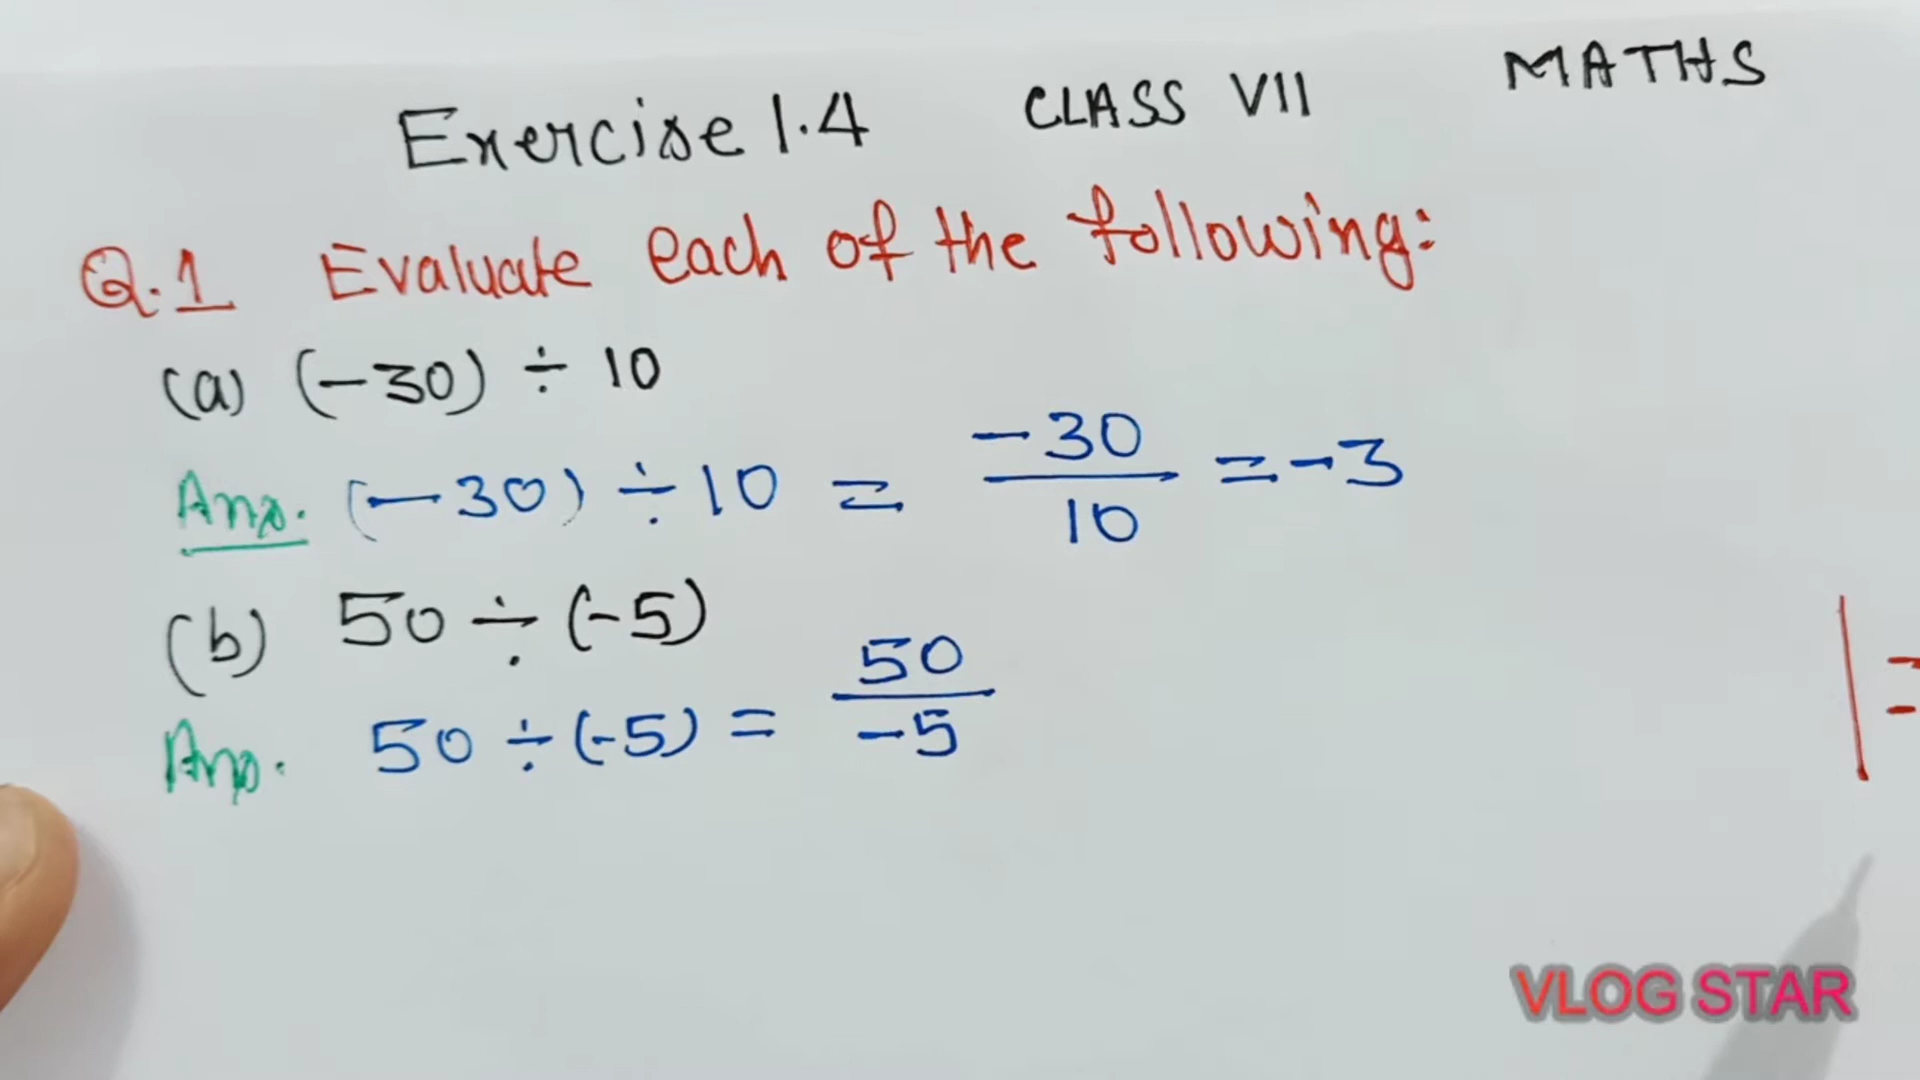 Exercise 1.4 CLASS VII MATHS
Q.1 Evaluate each of the following:
(a) (-30) ÷ 10
Ans. (-30) ÷ 10 = -30/10 = -3
(b) 50 ÷ (-5)
Ans. 50 ÷ (-5) = 50/-5
=
VLOG STAR